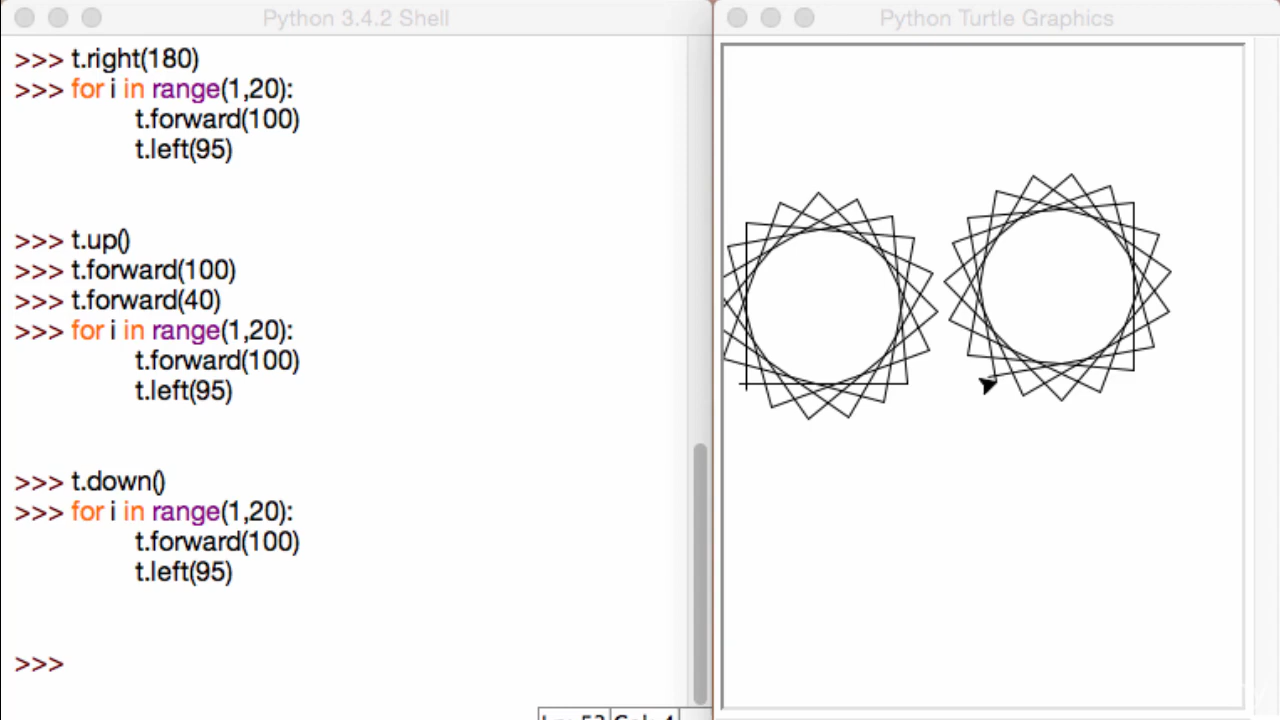 Python 3.4.2 Shell
>>> t.right(180)
>>> for i in range(1,20):
t.forward(100)
t.left(95)
>>> t.up()
>>> t.forward(100)
>>> t.forward(40)
>>> for i in range(1,20):
t.forward(100)
t.left(95)
>>> t.down()
>>> for i in range(1,20):
t.forward(100)
t.left(95)
>>>
Python Turtle Graphics